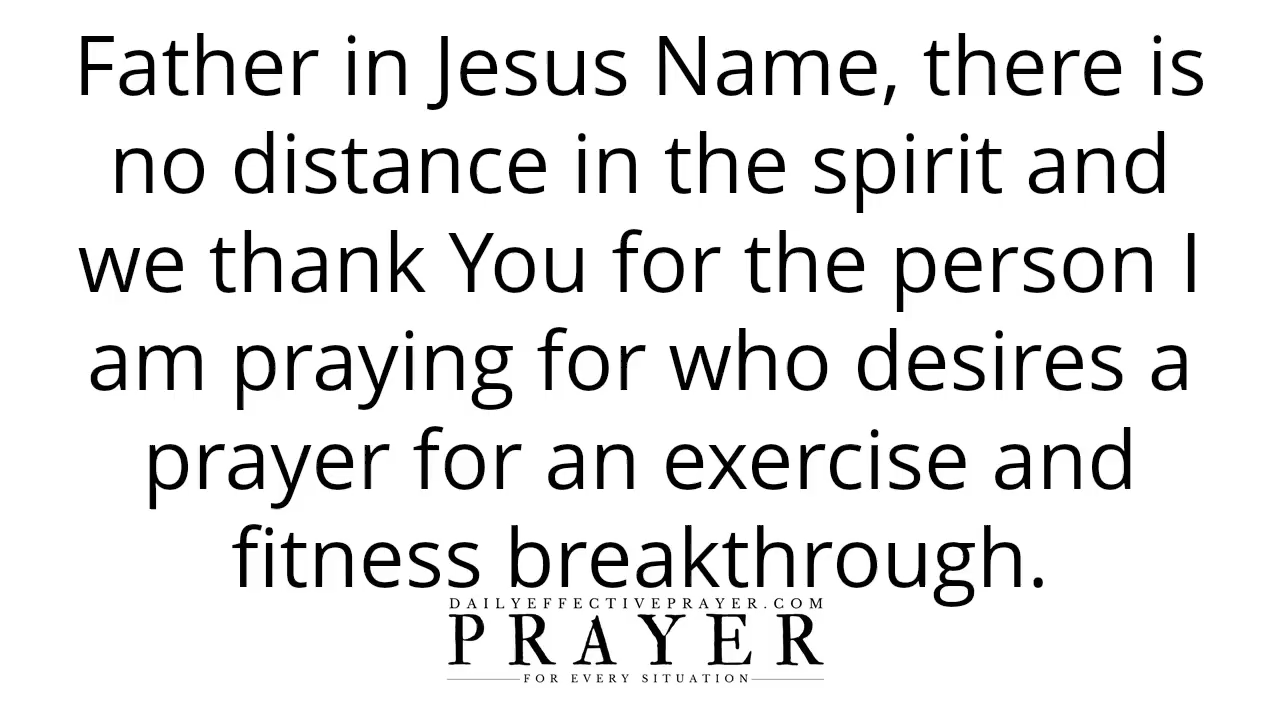 Father in Jesus Name, there is
no distance in the spirit and
we thank You for the person I
am praying for who desires a
prayer for an exercise and
fitness breakthrough.
DAILYEFFECTIVEPRAYER.COM
PRAYER
FOR EVERY SITUATION